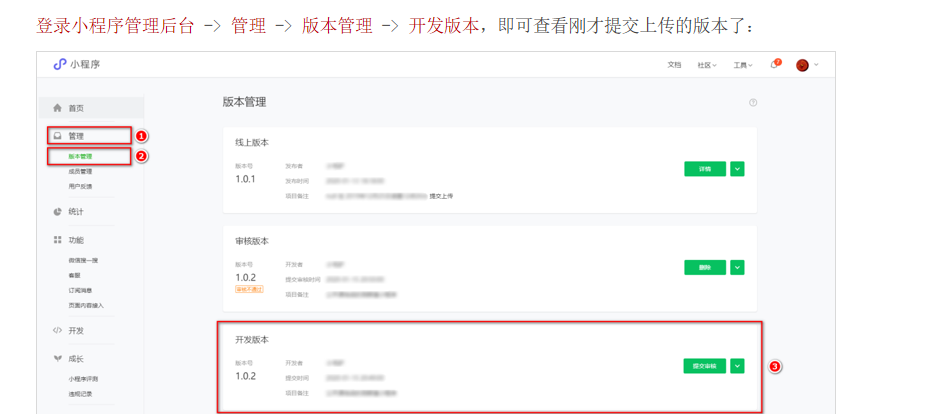 登录小程序管理后台 -> 管理 -> 版本管理 -> 开发版本，即可查看刚才提交上传的版本了：
小程序
文档 社区 工具 7
首页
管理 1
版本管理 2
成员管理
用户反馈
统计
功能
微信搜一搜
客服
订阅消息
页面内容接入
开发
成长
小程序评测
违规记录
版本管理
线上版本
版本号 发布者
1.0.1 发布时间
项目备注 提交上传
详情
审核版本
版本号 开发者
1.0.2 提交审核时间
审核不通过 项目备注
删除
开发版本
版本号 开发者
1.0.2 提交时间
项目备注
提交审核 3